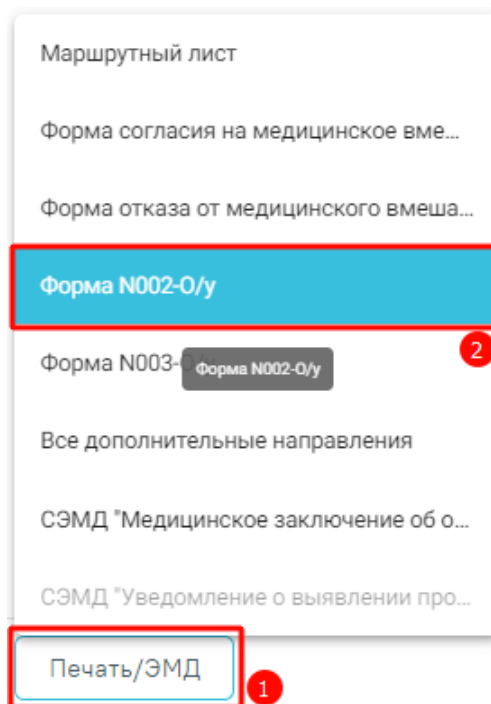 Маршрутный лист
Форма согласия на медицинское вме...
Форма отказа от медицинского вмеша...
Форма N002-О/у
2
Форма N003-О/у
Форма N002-О/у
Все дополнительные направления
СЭМД "Медицинское заключение об о...
СЭМД "Уведомление о выявлении про...
Печать/ЭМД
1